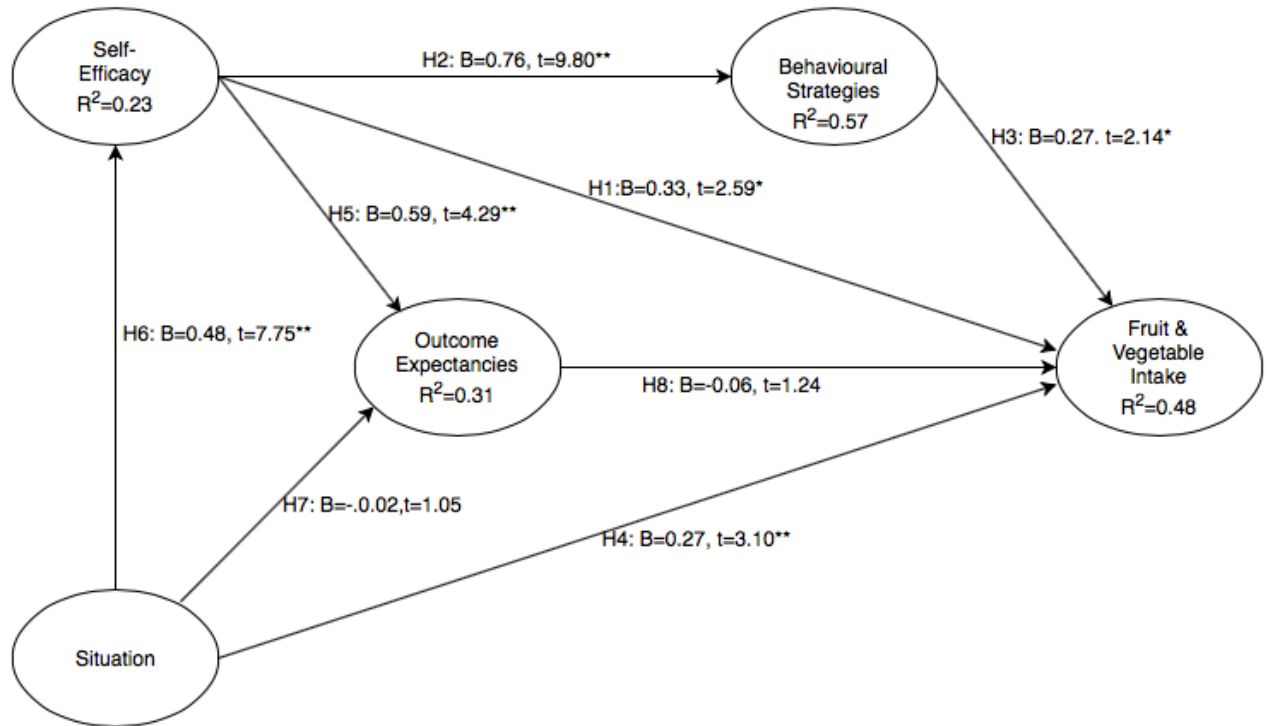 Self-
Efficacy
R²=0.23
H2: B=0.76, t=9.80**
Behavioural
Strategies
R²=0.57
H3: B=0.27. t=2.14*
H1:B=0.33, t=2.59*
H5: B=0.59, t=4.29**
H6: B=0.48, t=7.75**
Outcome
Expectancies
R²=0.31
H8: B=-0.06, t=1.24
Fruit &
Vegetable
Intake
R²=0.48
H7: B=-.0.02,t=1.05
H4: B=0.27, t=3.10**
Situation